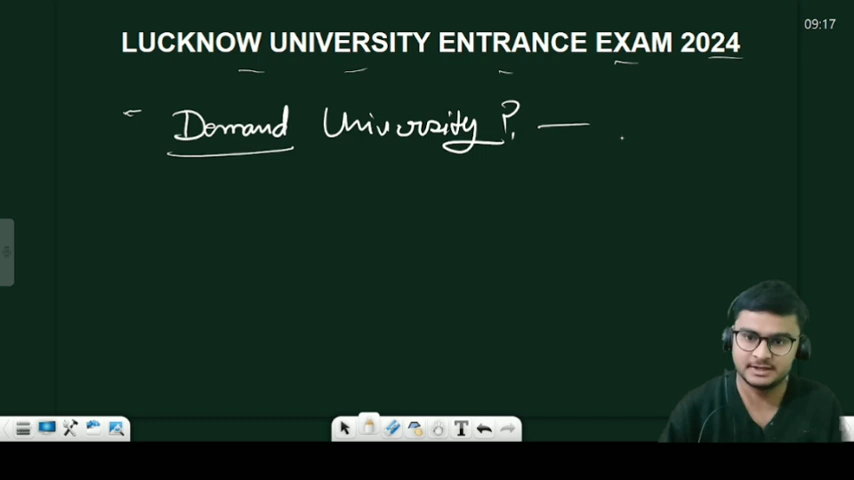 09:17
LUCKNOW UNIVERSITY ENTRANCE EXAM 2024
Demand University ? —